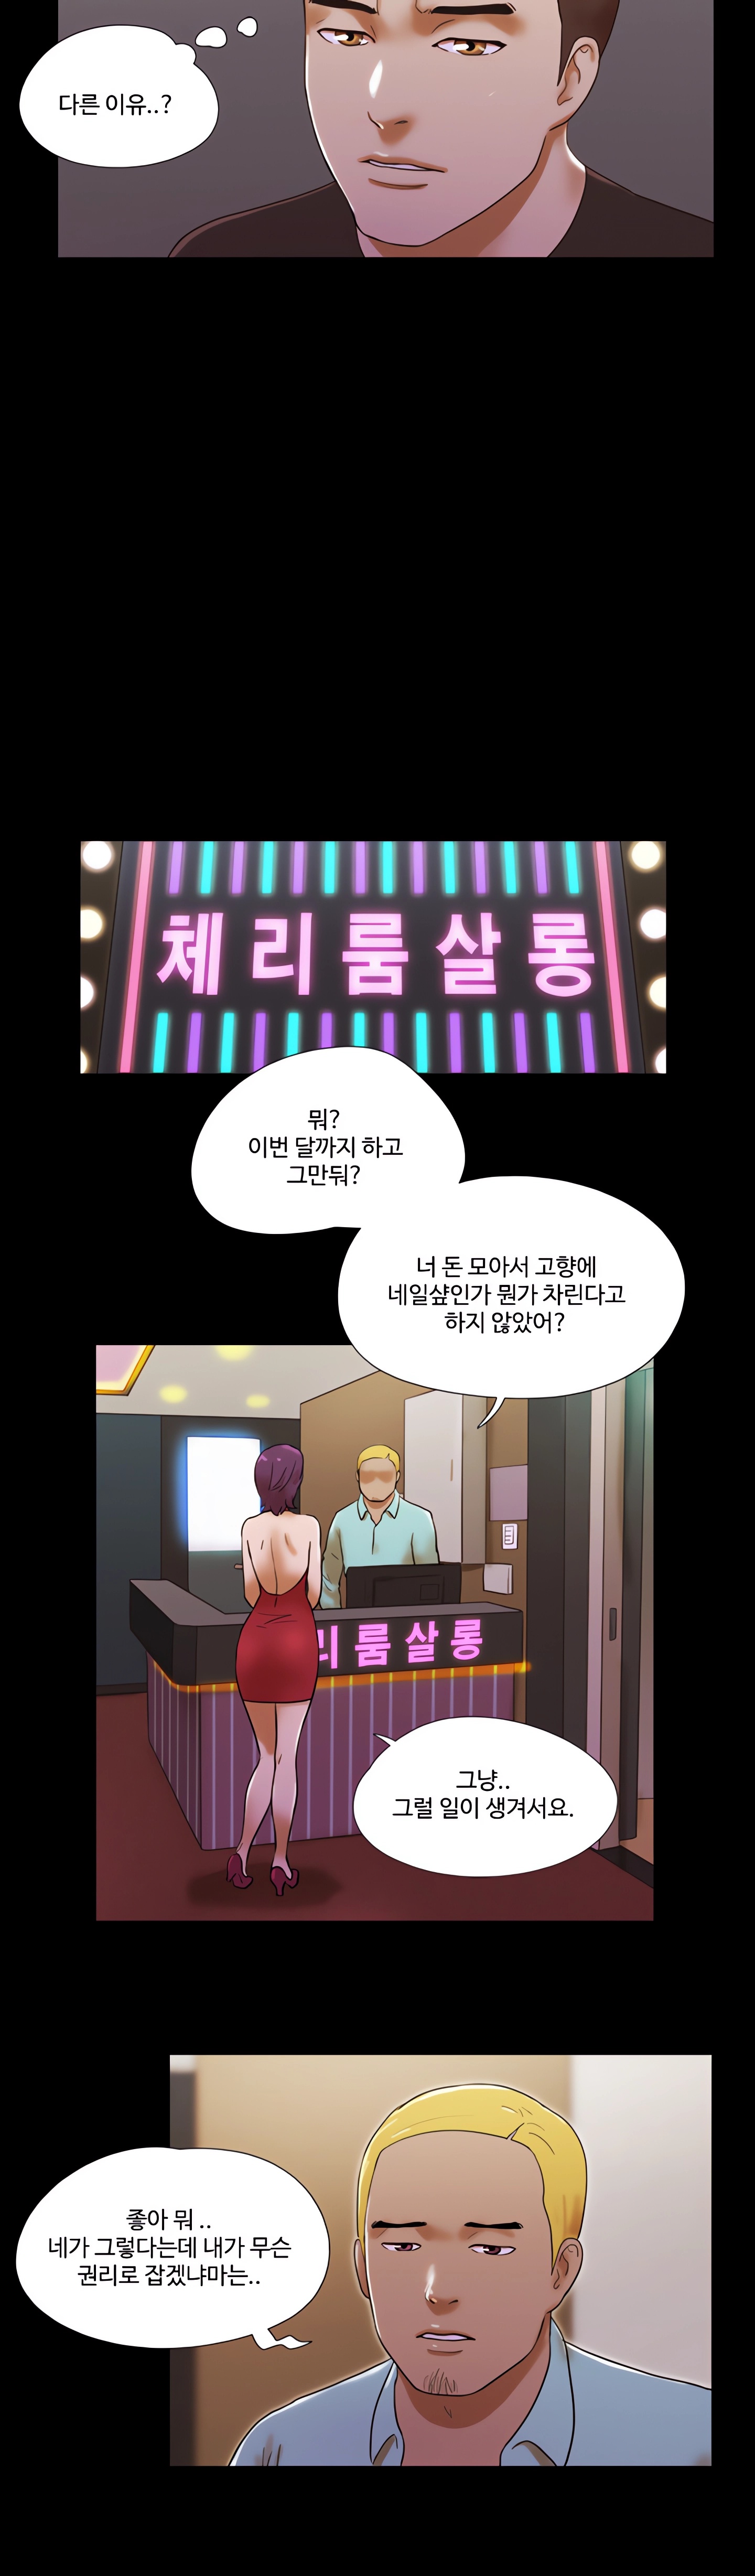 다른 이유..?
체리룸살롱
뭐?
이번 달까지 하고
그만둬?
너 돈 모아서 고향에
네일샾인가 뭔가 차린다고
하지 않았어?
리룸살롱
그냥..
그럴 일이 생겨서요.
좋아 뭐 ..
네가 그렇다는데 내가 무슨
권리로 잡겠냐마는..